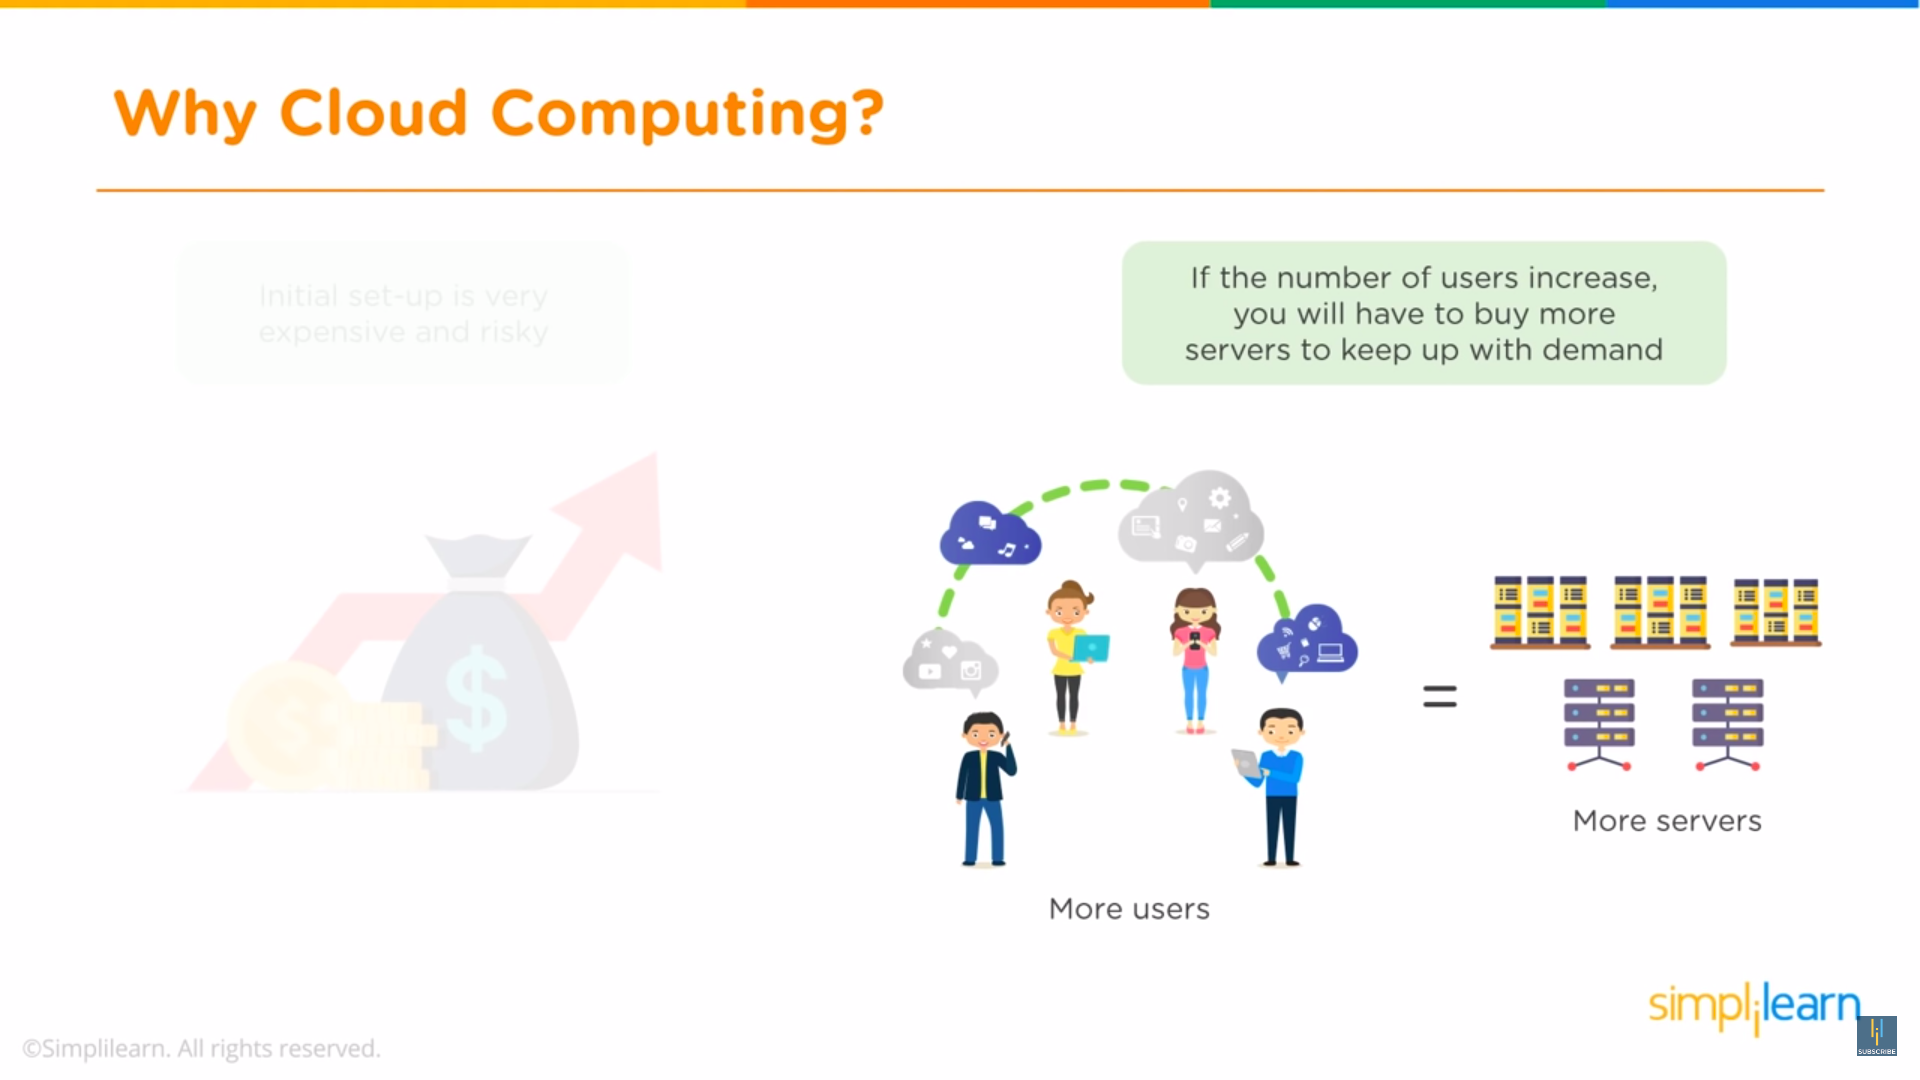 Why Cloud Computing?
Initial set-up is very
expensive and risky
If the number of users increase,
you will have to buy more
servers to keep up with demand
$
$
=
More servers
More users
simplilearn
SUBSCRIBE
©Simplilearn. All rights reserved.